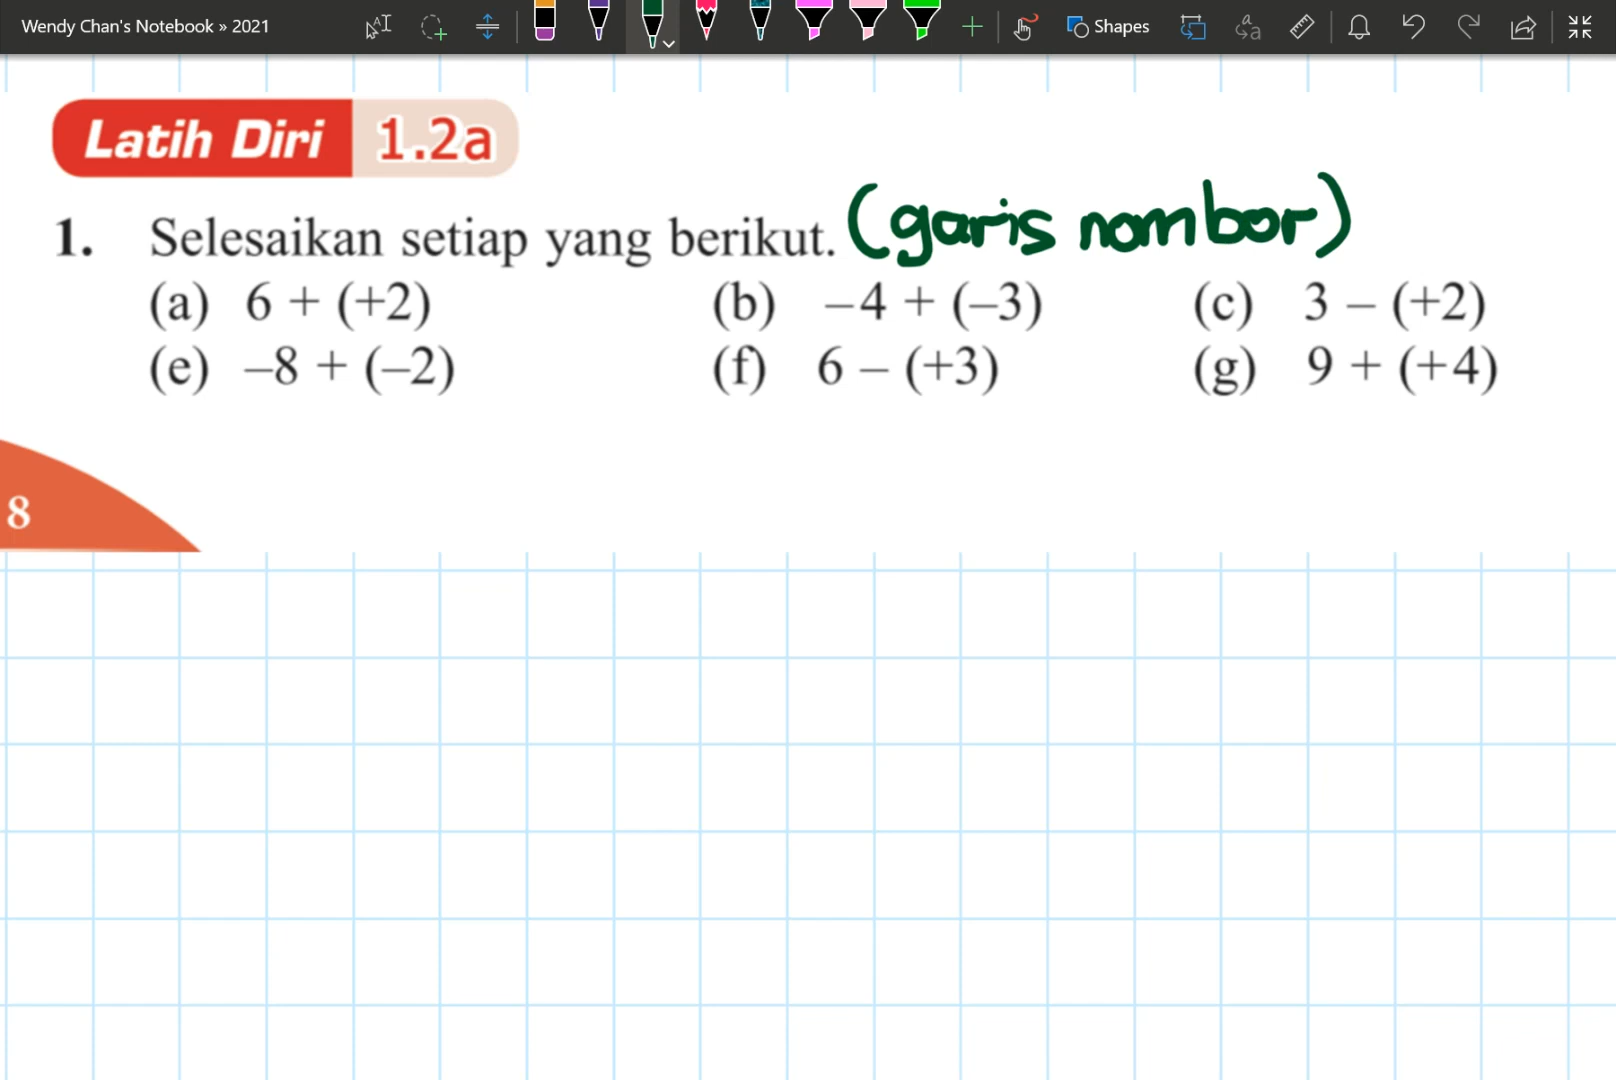 Wendy Chan's Notebook » 2021
Shapes
Latih Diri 1.2a
1. Selesaikan setiap yang berikut. (garis nombor)
(a) 6 + (+2) (b) –4 + (–3) (c) 3 – (+2)
(e) –8 + (–2) (f) 6 – (+3) (g) 9 + (+4)
8